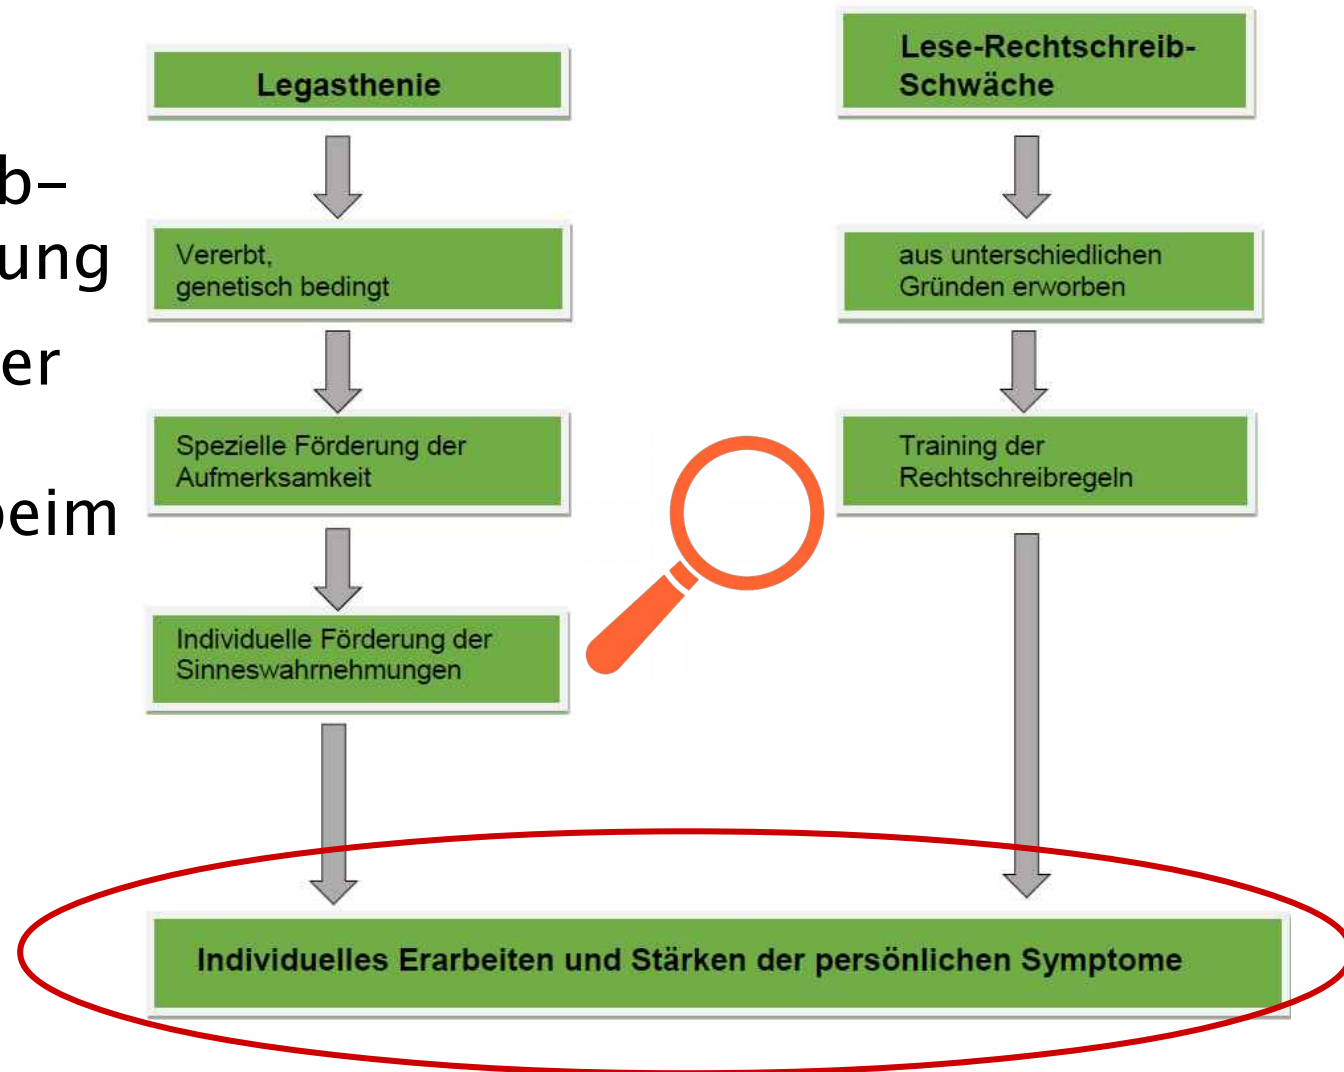 b-
ung
er
beim
Legasthenie
Vererbt,
genetisch bedingt
Spezielle Förderung der
Aufmerksamkeit
Individuelle Förderung der
Sinneswahrnehmungen
Lese-Rechtschreib-
Schwäche
aus unterschiedlichen
Gründen erworben
Training der
Rechtschreibregeln
Individuelles Erarbeiten und Stärken der persönlichen Symptome